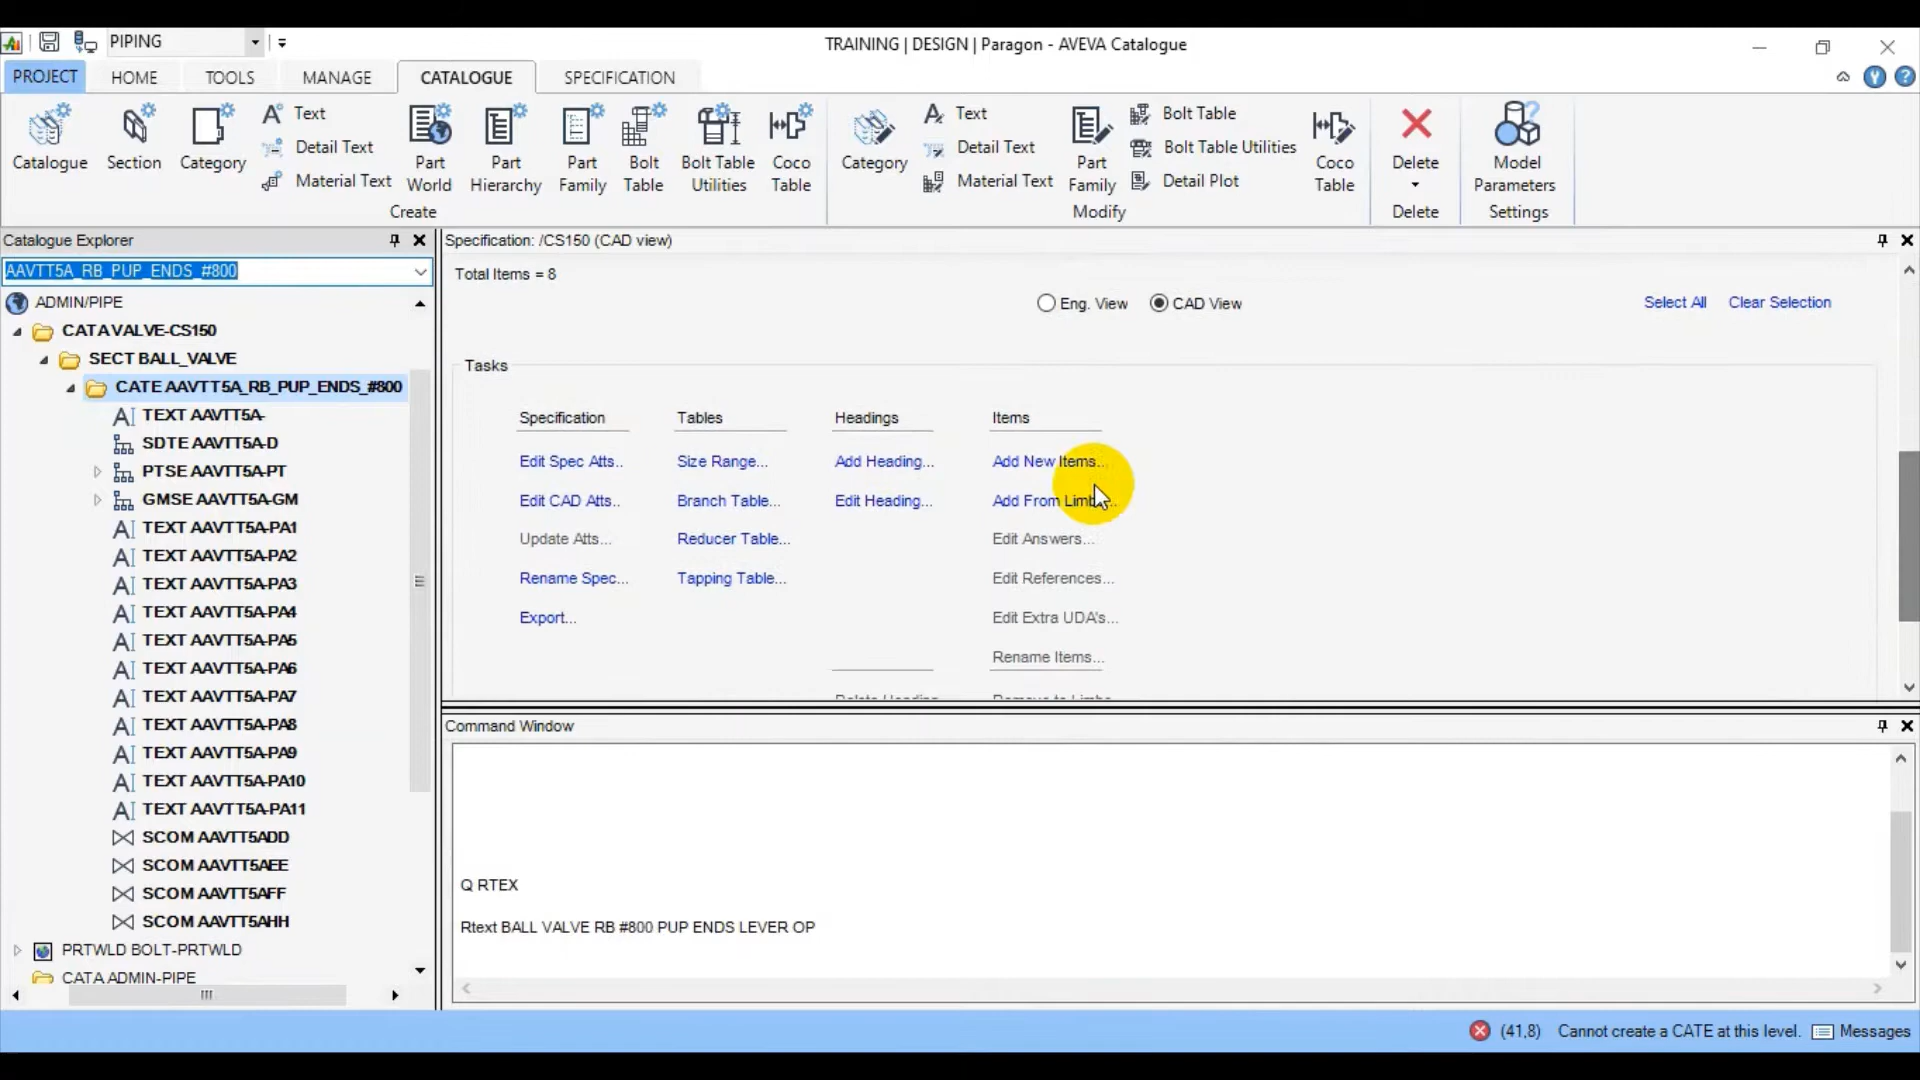 PIPING
TRAINING | DESIGN | Paragon - AVEVA Catalogue
PROJECT HOME TOOLS MANAGE CATALOGUE SPECIFICATION
Catalogue
Section
Category
Text
Detail Text
Material Text
Part World
Part Hierarchy
Part Family
Bolt Table
Bolt Table Utilities
Coco Table
Create
Category
Text
Detail Text
Material Text
Part Family
Bolt Table
Bolt Table Utilities
Detail Plot
Coco Table
Modify
Delete
Delete
Model Parameters
Settings
Catalogue Explorer
AAVTT5A_RB_PUP_ENDS_#800
ADMIN/PIPE
CATA VALVE-CS150
SECT BALL_VALVE
CATE AAVTT5A_RB_PUP_ENDS_#800
TEXT AAVTT5A-
SDTE AAVTT5A-D
PTSE AAVTT5A-PT
GMSE AAVTT5A-GM
TEXT AAVTT5A-PA1
TEXT AAVTT5A-PA2
TEXT AAVTT5A-PA3
TEXT AAVTT5A-PA4
TEXT AAVTT5A-PA5
TEXT AAVTT5A-PA6
TEXT AAVTT5A-PA7
TEXT AAVTT5A-PA8
TEXT AAVTT5A-PA9
TEXT AAVTT5A-PA10
TEXT AAVTT5A-PA11
SCOM AAVTT5ADD
SCOM AAVTT5AEE
SCOM AAVTT5AFF
SCOM AAVTT5AHH
PRTWLD BOLT-PRTWLD
CATA ADMIN-PIPE
Specification: /CS150 (CAD view)
Total Items = 8
Eng. View CAD View
Select All Clear Selection
Tasks
Specification Tables Headings Items
Edit Spec Atts.. Size Range... Add Heading... Add New Items...
Edit CAD Atts.. Branch Table... Edit Heading... Add From
Update Atts... Reducer Table... Edit Answers...
Rename Spec... Tapping Table... Edit References...
Export... Edit Extra UDA's...
Rename Items...
Command Window
Q RTEX
Rtext BALL VALVE RB #800 PUP ENDS LEVER OP
(41,8) Cannot create a CATE at this level. Messages